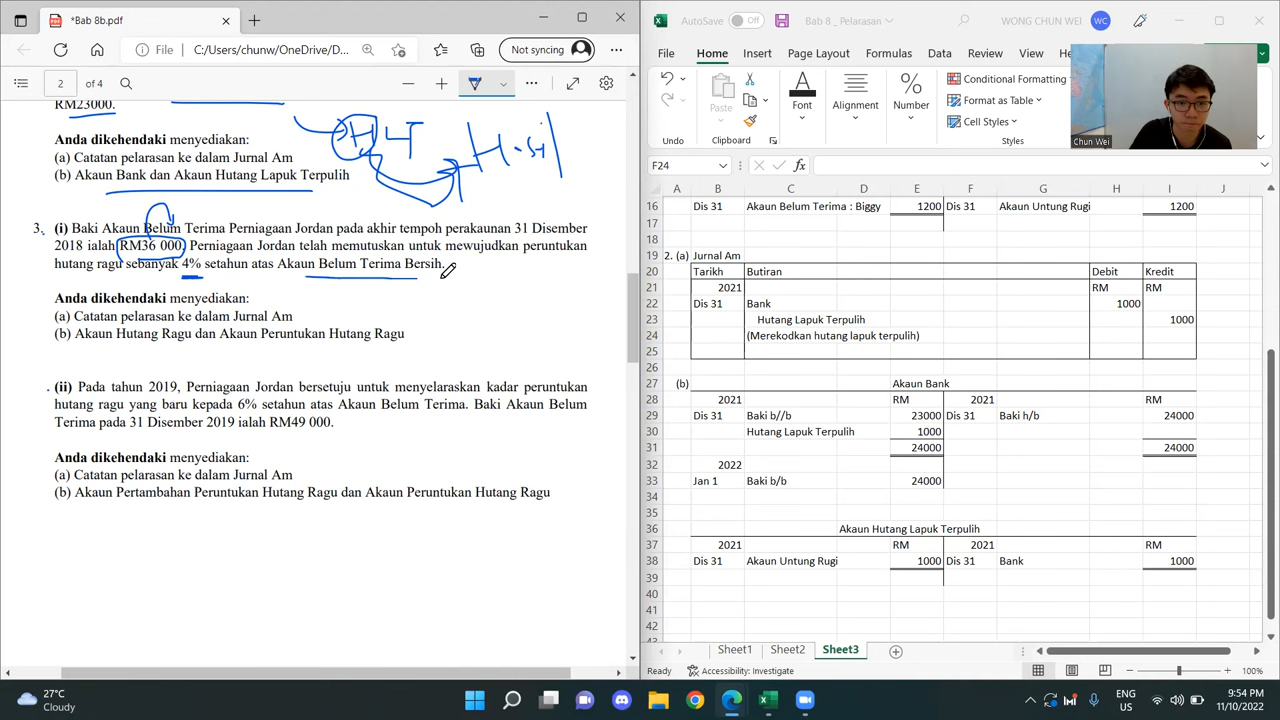 *Bab 8b.pdf
File
C:/Users/chunw/OneDrive/D...
Not syncing
2
of 4
RM23000.
Anda dikehendaki menyediakan:
(a) Catatan pelarasan ke dalam Jurnal Am
(b) Akaun Bank dan Akaun Hutang Lapuk Terpulih
3. (i) Baki Akaun Belum Terima Perniagaan Jordan pada akhir tempoh perakaunan 31 Disember
2018 ialah RM36 000. Perniagaan Jordan telah memutuskan untuk mewujudkan peruntukan
hutang ragu sebanyak 4% setahun atas Akaun Belum Terima Bersih.
Anda dikehendaki menyediakan:
(a) Catatan pelarasan ke dalam Jurnal Am
(b) Akaun Hutang Ragu dan Akaun Peruntukan Hutang Ragu
(ii) Pada tahun 2019, Perniagaan Jordan bersetuju untuk menyelaraskan kadar peruntukan
hutang ragu yang baru kepada 6% setahun atas Akaun Belum Terima. Baki Akaun Belum
Terima pada 31 Disember 2019 ialah RM49 000.
Anda dikehendaki menyediakan:
(a) Catatan pelarasan ke dalam Jurnal Am
(b) Akaun Pertambahan Peruntukan Hutang Ragu dan Akaun Peruntukan Hutang Ragu
AutoSave Off
Bab 8 _ Pelarasan
WONG CHUN WEI WC
File Home Insert Page Layout Formulas Data
Paste
Clipboard
Font
Alignment
Number
Conditional Formatting
Format as Table
Cell Styles
Chun Wei
F24
fx
A B C D E F G H I J
16 Dis 31 Akaun Belum Terima : Biggy 1200 Dis 31 Akaun Untung Rugi 1200
17
18
19 2. (a) Jurnal Am
20 Tarikh Butiran Debit Kredit
21 2021 RM RM
22 Dis 31 Bank 1000
23 Hutang Lapuk Terpulih 1000
24 (Merekodkan hutang lapuk terpulih)
25
26
27 (b) Akaun Bank
28 2021 RM 2021 RM
29 Dis 31 Baki b//b 23000 Dis 31 Baki h/b 24000
30 Hutang Lapuk Terpulih 1000
31 24000 24000
32 2022
33 Jan 1 Baki b/b 24000
34
35
36 Akaun Hutang Lapuk Terpulih
37 2021 RM 2021 RM
38 Dis 31 Akaun Untung Rugi 1000 Dis 31 Bank 1000
39
40
41
42
43
Sheet1 Sheet2 Sheet3
Ready
Accessibility: Investigate
100%
27°C
Cloudy
ENG
US
9:54 PM
11/10/2022